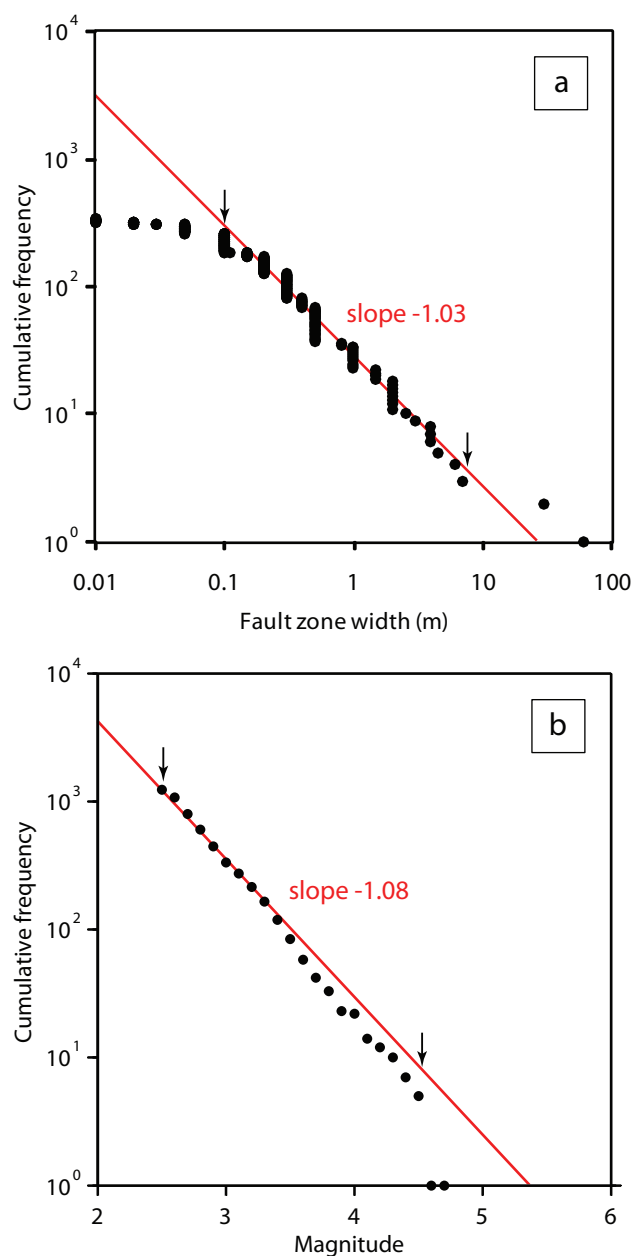 10^4
a
10^3
10^2
slope -1.03
10^1
10^0
Cumulative frequency
0.01 0.1 1 10 100
Fault zone width (m)
10^4
b
10^3
slope -1.08
10^2
10^1
10^0
Cumulative frequency
2 3 4 5 6
Magnitude